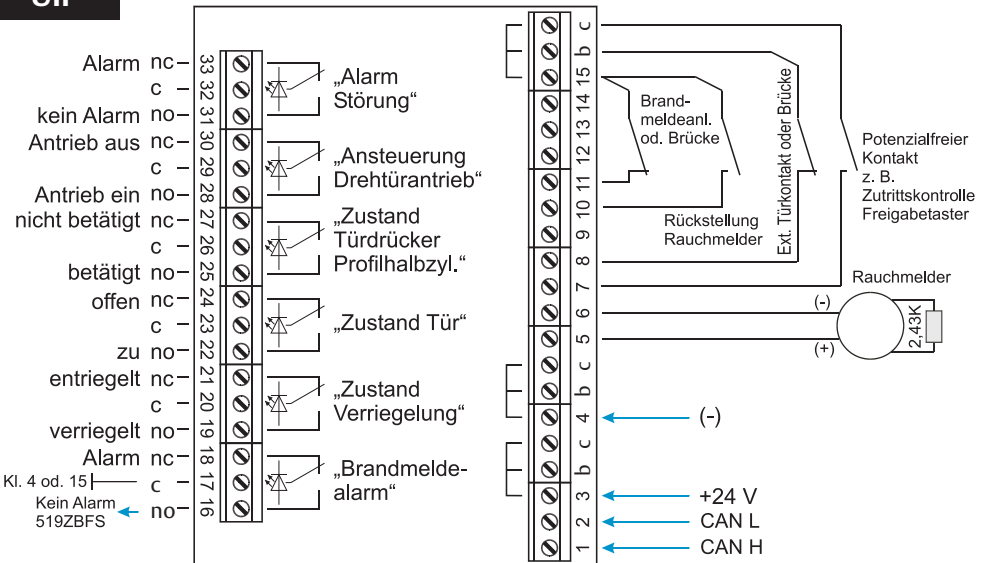 Alarm nc 33
c 32
kein Alarm no 31
„Alarm
Störung“
Antrieb aus nc 30
c 29
Antrieb ein no 28
„Ansteuerung
Drehtürantrieb“
nicht betätigt nc 27
c 26
betätigt no 25
„Zustand
Türdrücker
Profilhalbzyl.“
offen nc 24
c 23
zu no 22
„Zustand Tür“
entriegelt nc 21
c 20
verriegelt no 19
„Zustand
Verriegelung“
Alarm nc 18
Kl. 4 od. 15 c 17
Kein Alarm
519ZBFS
no 16
„Brandmelde-
alarm“
c
b
15
14
13
12
11
10
9
8
7
6
5
c
b
4
c
b
3
2
1
Brand-
meldeanl.
od. Brücke
Rückstellung
Rauchmelder
Ext. Türkontakt oder Brücke
Potenzialfreier
Kontakt
z. B.
Zutrittskontrolle
Freigabetaster
Rauchmelder
(-)
(+)
2,43K
(-)
+24 V
CAN L
CAN H